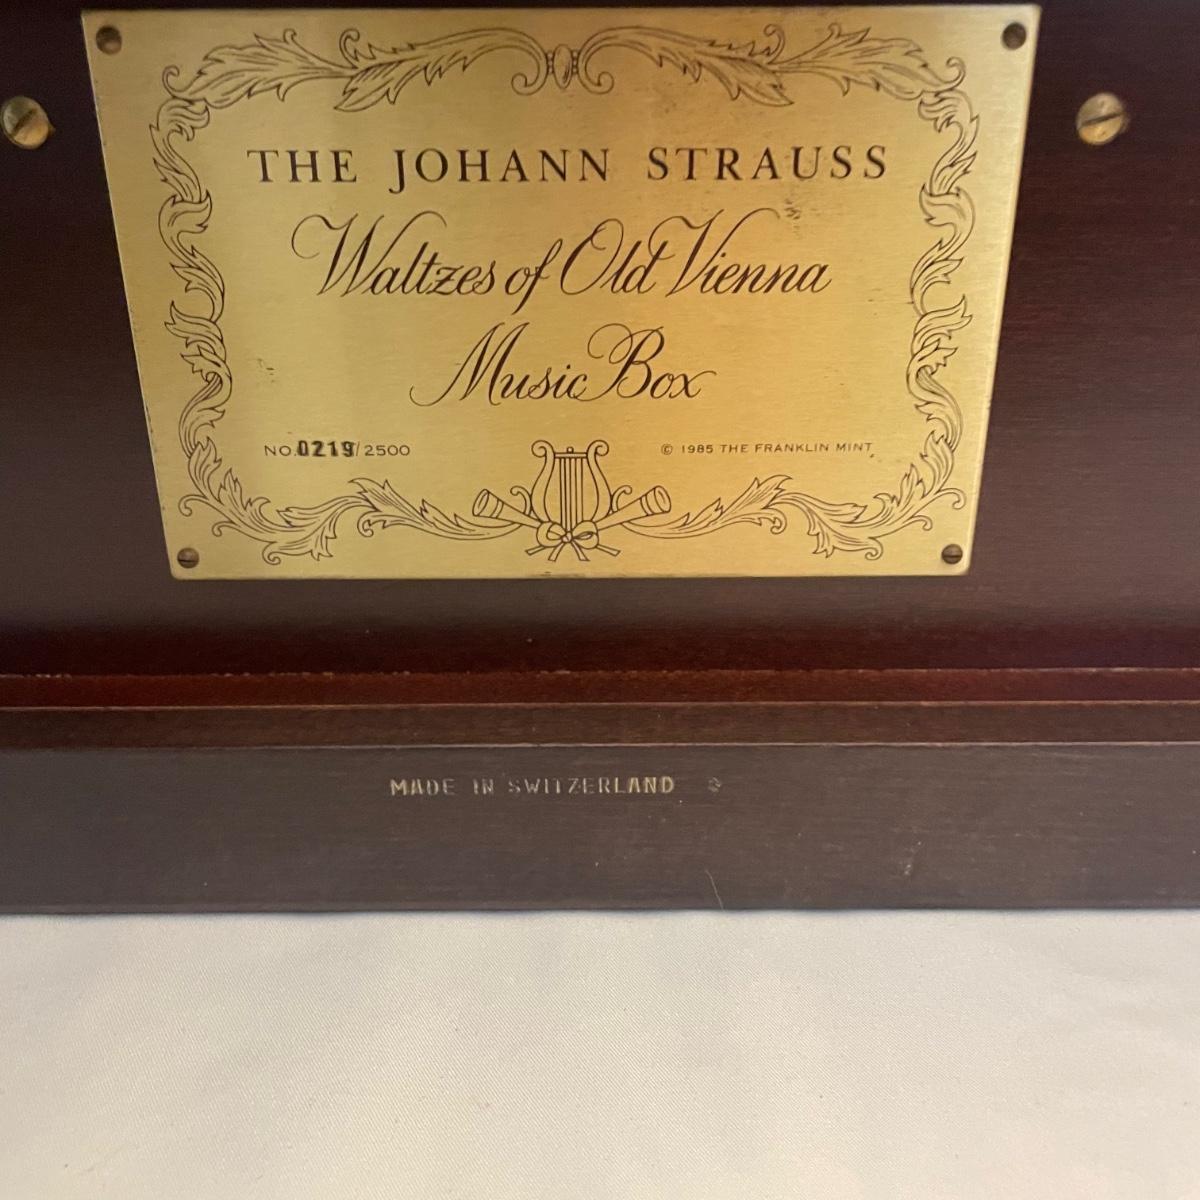 THE JOHANN STRAUSS
Waltzes of Old Vienna
Music Box
NO. 0219/2500
© 1985 THE FRANKLIN MINT
MADE IN SWITZERLAND